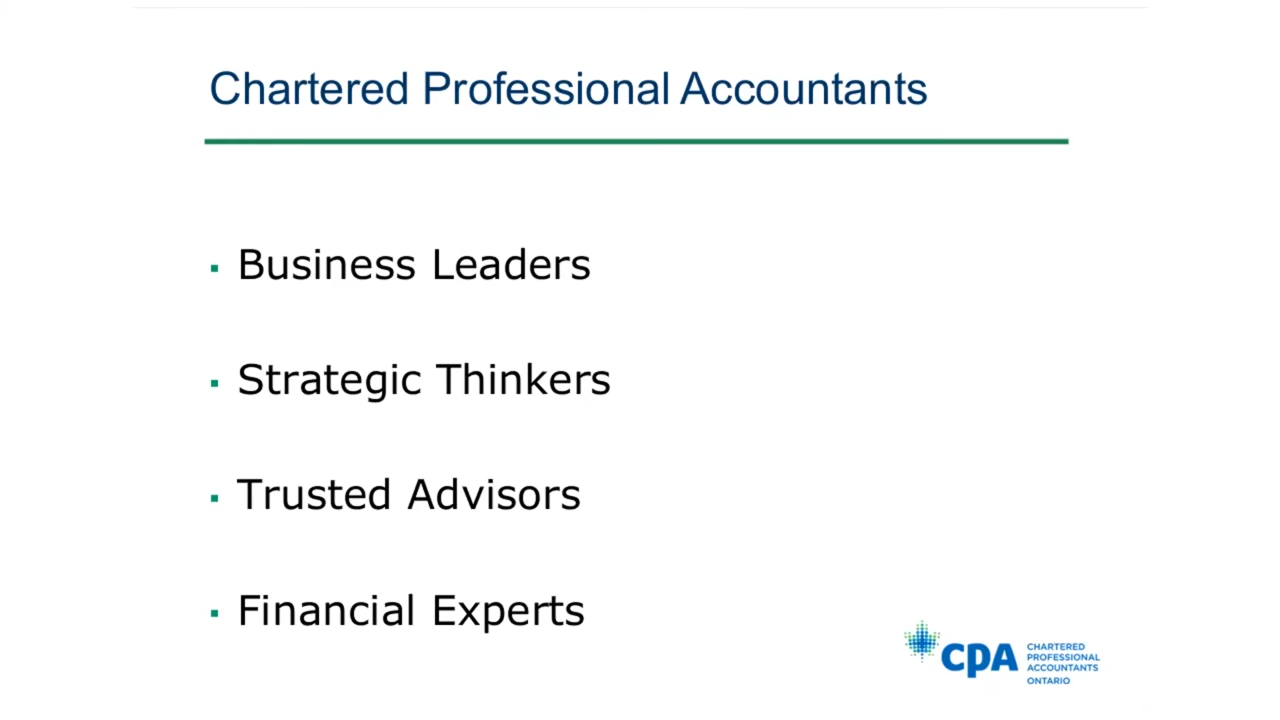 Chartered Professional Accountants
▪ Business Leaders
▪ Strategic Thinkers
▪ Trusted Advisors
▪ Financial Experts
CPA
CHARTERED
PROFESSIONAL
ACCOUNTANTS
ONTARIO